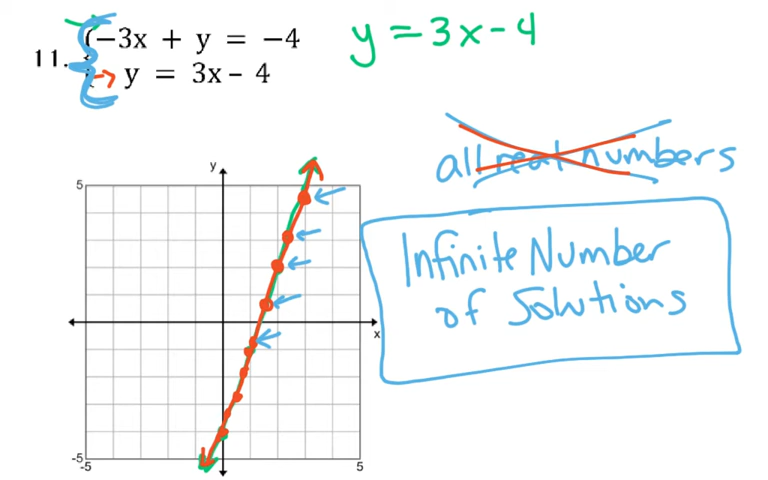 11.
−3x + y = −4
y = 3x − 4
y = 3x − 4
all real numbers
Infinite Number
of Solutions
y
5
x
-5
-5
5